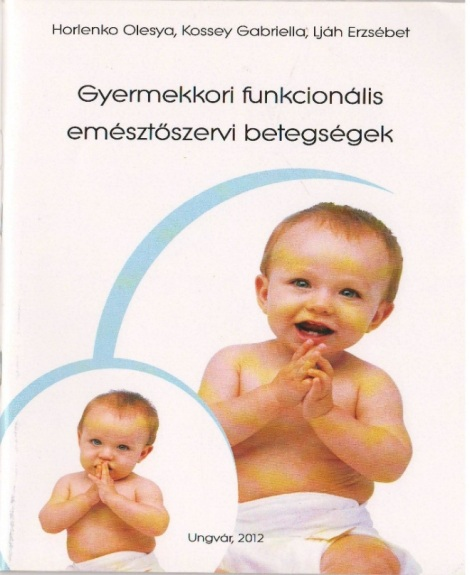 Horlenko Olesya, Kossey Gabriella, Ljáh Erzsébet
Gyermekkori funkcionális
emésztőszervi betegségek
Ungvár, 2012